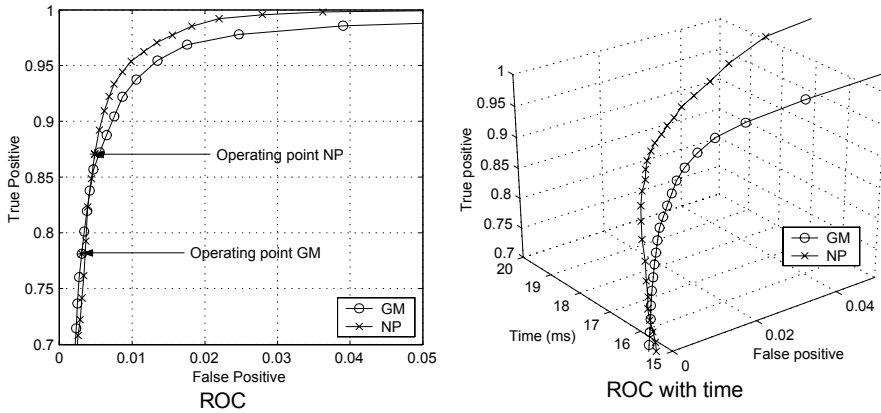 1
0.95
0.9
0.85
0.8
0.75
0.7
True Positive
Operating point NP
Operating point GM
GM
NP
0
0.01
0.02
0.03
0.04
0.05
False Positive
ROC
1
0.95
0.9
0.85
0.8
0.75
0.7
True positive
20
19
18
17
16
15
Time (ms)
0
0.02
0.04
False positive
GM
NP
ROC with time